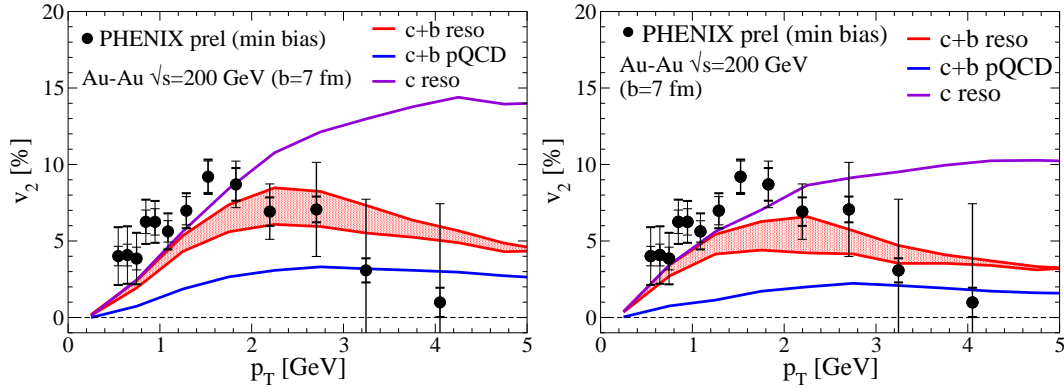 20
15
10
5
0
v2 [%]
PHENIX prel (min bias)
Au-Au √s=200 GeV (b=7 fm)
c+b reso
c+b pQCD
c reso
0 1 2 3 4 5
pT [GeV]
20
15
10
5
0
v2 [%]
PHENIX prel (min bias)
Au-Au √s=200 GeV
(b=7 fm)
c+b reso
c+b pQCD
c reso
0 1 2 3 4 5
pT [GeV]